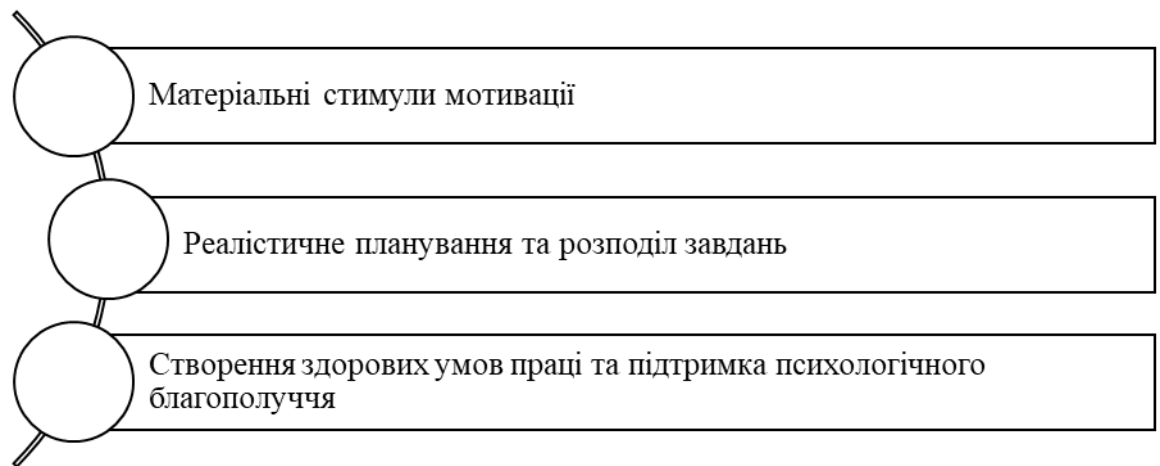 Матеріальні стимули мотивації
Реалістичне планування та розподіл завдань
Створення здорових умов праці та підтримка психологічного
благополуччя